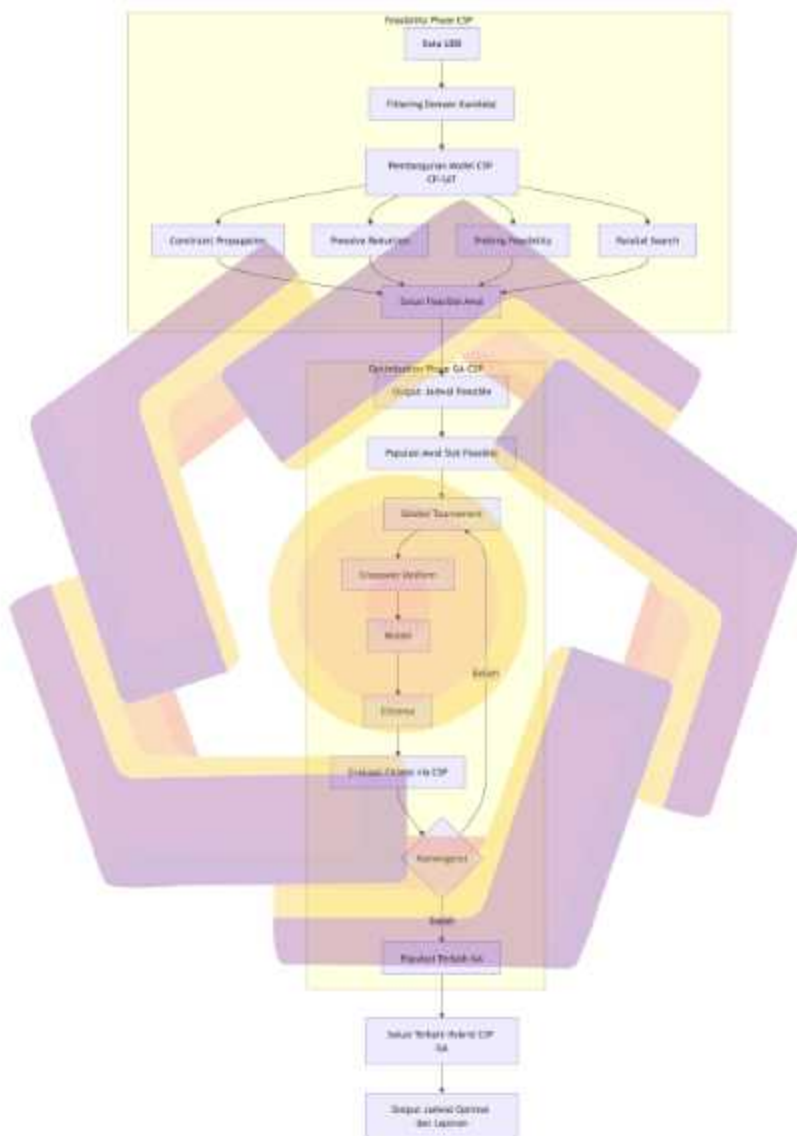 Feasibility Phase CSP
Data
Filtering Domain Kandidat
Pembangunan Model CSP
CP-SAT
Constraint Propagation
Presolve Reduction
Probing Feasibility
Parallel Search
Solusi Feasible Awal
Optimization Phase GA CSP
Output Jadwal Feasible
Populasi Awal Slot Feasible
Seleksi Tournament
Crossover Uniform
Mutasi
Elitisme
Evaluasi Fitness via CSP
Belum
Konvergensi
Sudah
Populasi Terbaik GA
Solusi Terbaik Hybrid CSP
GA
Output Jadwal Optimal
dan Laporan